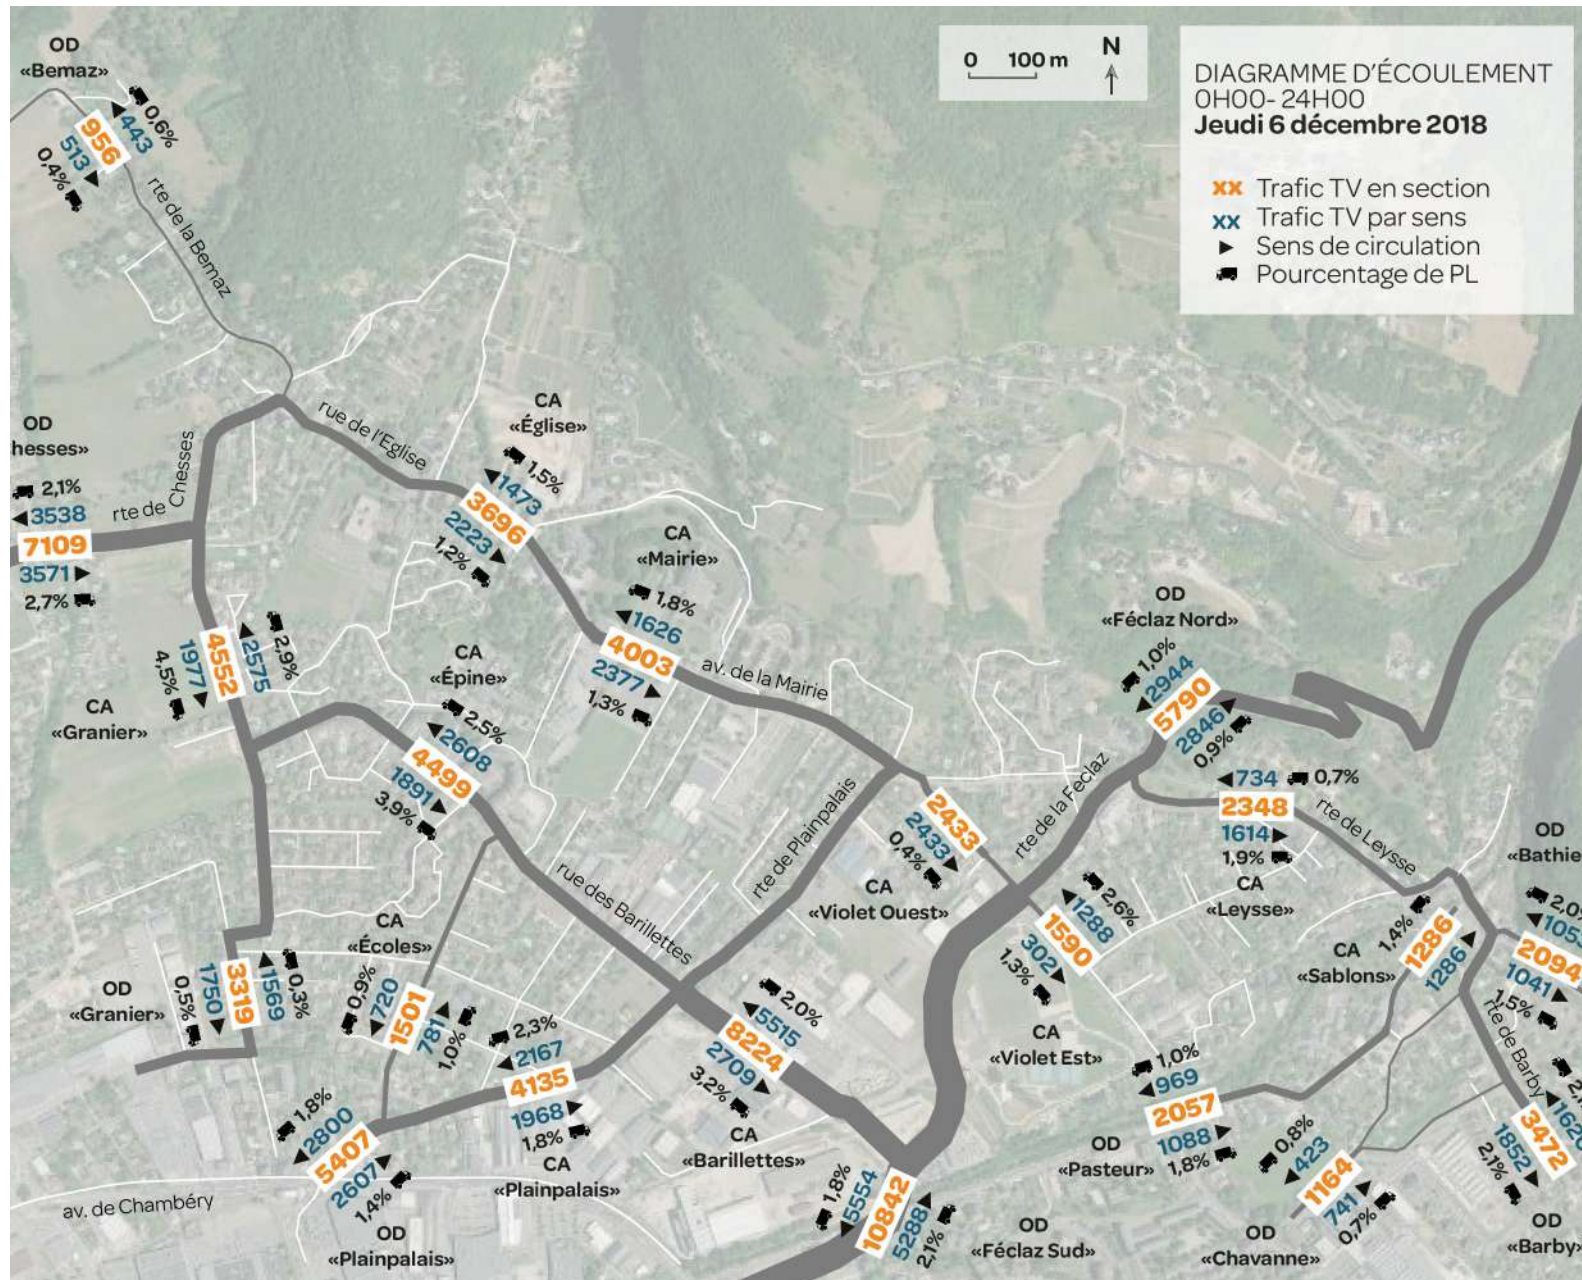 OD
«Bemaz»
0,6%
443
956
513
0,4%
rte de la Bemaz
0 100 m
N
DIAGRAMME D'ÉCOULEMENT
0H00- 24H00
Jeudi 6 décembre 2018
xx Trafic TV en section
xx Trafic TV par sens
Sens de circulation
Pourcentage de PL
OD
hesses»
2,1%
3538
7109
3571
2,7%
rte de Chesses
rue de l'Eglise
CA
«Église»
1,5%
1473
3696
2223
1,2%
CA
«Mairie»
1,8%
1626
4003
2377
1,3%
av. de la Mairie
2,9%
2575
4552
1977
4,5%
CA
«Granier»
CA
«Épine»
2,5%
2608
4499
1891
3,9%
OD
«Féclaz Nord»
1,0%
2944
5790
2846
0,9%
734 0,7%
2348
1614
1,9%
CA
«Leysse»
rte de Leysse
rte de la Feclaz
rte de Plainpalais
2433
2433
0,4%
CA
«Violet Ouest»
rue des Barillettes
OD
«Bathie
2,0%
1053
2094
1041
1,5%
1,4%
1286
1286
CA
«Sablons»
2,6%
1288
1590
302
1,3%
CA
«Violet Est»
CA
«Écoles»
0,9%
720
1501
781
1,0%
OD
«Granier»
0,3%
1569
3319
1750
0,5%
2,3%
2167
4135
1968
1,8%
CA
«Plainpalais»
2,0%
5515
8224
2709
3,2%
CA
«Barillettes»
1,0%
969
2057
1088
1,8%
OD
«Pasteur»
rte de Barby
3472
1852
2,1%
OD
«Barby»
0,8%
423
1164
741
0,7%
OD
«Chavanne»
1,8%
2800
5407
2607
1,4%
OD
«Plainpalais»
av. de Chambéry
1,8%
5554
10842
5288
2,1%
OD
«Féclaz Sud»